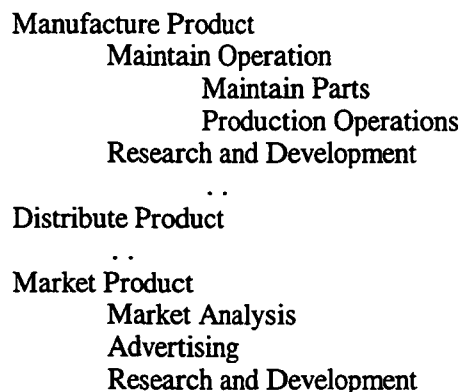 Manufacture Product
Maintain Operation
Maintain Parts
Production Operations
Research and Development
. .
Distribute Product
. .
Market Product
Market Analysis
Advertising
Research and Development